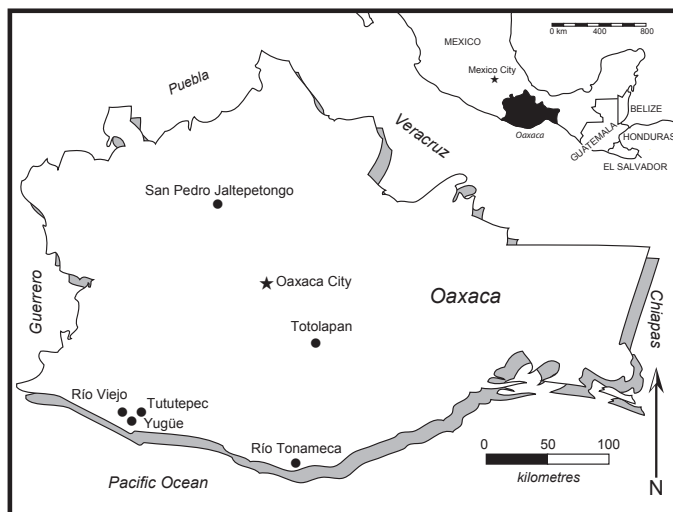 0 km 400 800
MEXICO
Mexico City
BELIZE
GUATEMALA
HONDURAS
EL SALVADOR
Oaxaca
Puebla
Veracruz
San Pedro Jaltepetongo
Guerrero
Oaxaca City
Oaxaca
Chiapas
Totolapan
Río Viejo
Tututepec
Yugüe
Río Tonameca
Pacific Ocean
0 50 100
kilometres
N